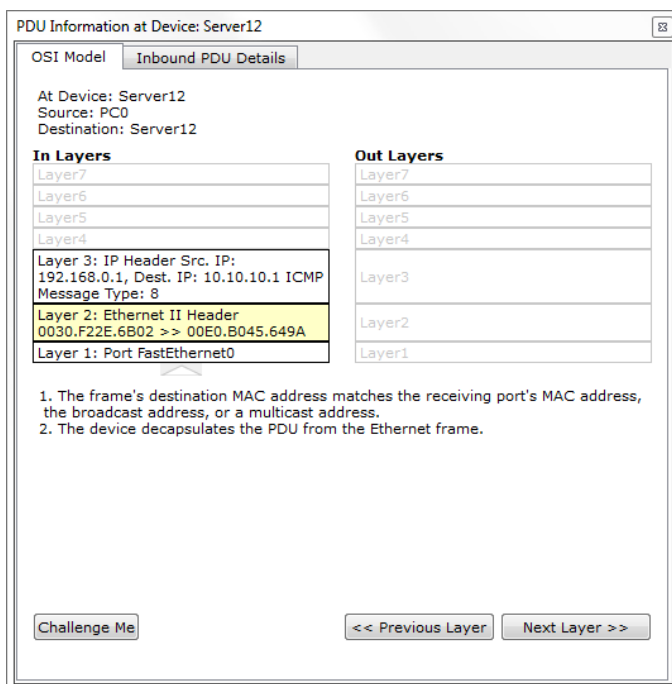 PDU Information at Device: Server12
OSI Model
Inbound PDU Details
At Device: Server12
Source: PC0
Destination: Server12
In Layers
Layer7
Layer6
Layer5
Layer4
Layer 3: IP Header Src. IP:
192.168.0.1, Dest. IP: 10.10.10.1 ICMP
Message Type: 8
Layer 2: Ethernet II Header
0030.F22E.6B02 >> 00E0.B045.649A
Layer 1: Port FastEthernet0
Out Layers
Layer7
Layer6
Layer5
Layer4
Layer3
Layer2
Layer1
1. The frame's destination MAC address matches the receiving port's MAC address,
the broadcast address, or a multicast address.
2. The device decapsulates the PDU from the Ethernet frame.
Challenge Me
<< Previous Layer
Next Layer >>